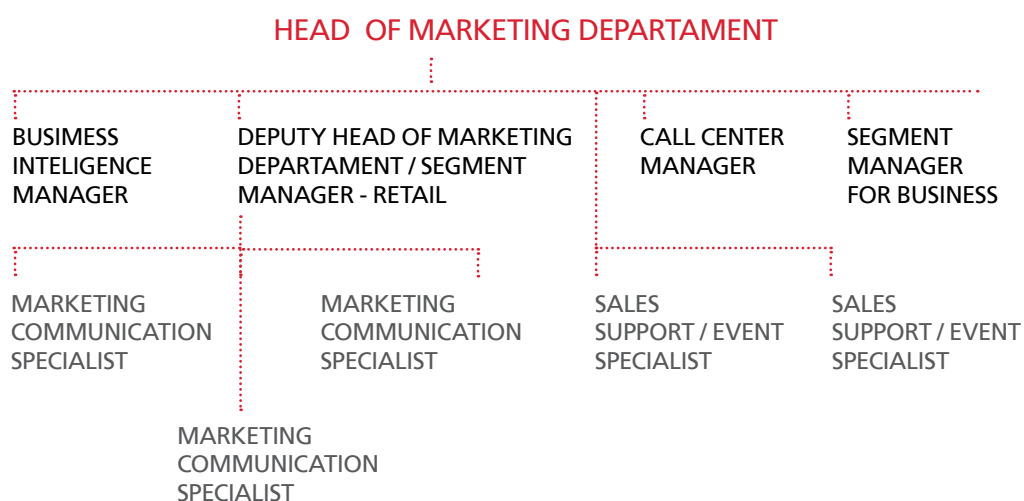 HEAD OF MARKETING DEPARTAMENT
BUSIMESS
INTELIGENCE
MANAGER
DEPUTY HEAD OF MARKETING
DEPARTAMENT / SEGMENT
MANAGER - RETAIL
CALL CENTER
MANAGER
SEGMENT
MANAGER
FOR BUSINESS
MARKETING
COMMUNICATION
SPECIALIST
MARKETING
COMMUNICATION
SPECIALIST
SALES
SUPPORT / EVENT
SPECIALIST
SALES
SUPPORT / EVENT
SPECIALIST
MARKETING
COMMUNICATION
SPECIALIST